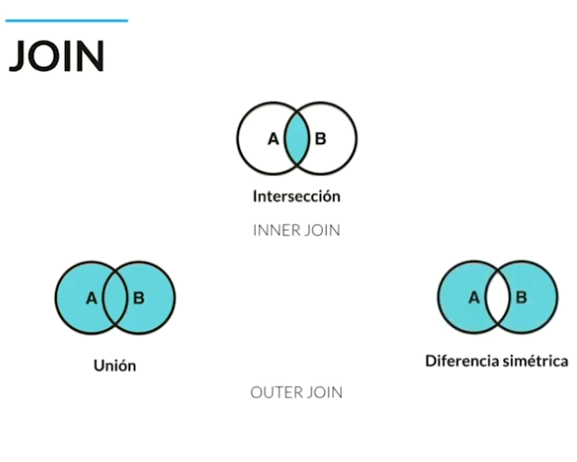 JOIN
A B
Intersección
INNER JOIN
A B
Unión
A B
Diferencia simétrica
OUTER JOIN